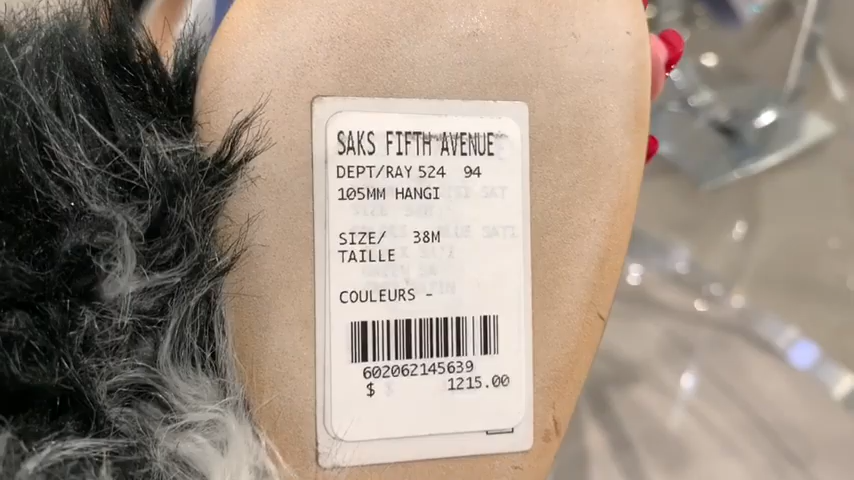 SAKS FIFTH AVENUE
DEPT/RAY 524 94
105MM HANGI
SIZE/ 38M
TAILLE
COULEURS -
602062145639
$ 1215.00